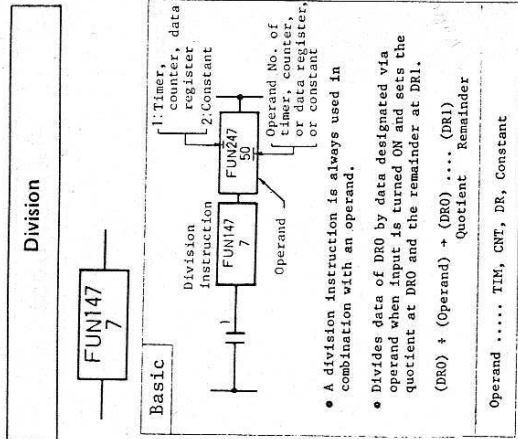 Division
FUN147
7
Basic
1:Timer,
counter, data
register
2:Constant
Division
instruction
FUN147
7
FUN247
50
Operand
Operand No. of
timer, counter,
or data register,
or constant
• A division instruction is always used in
combination with an operand.
• Divides data of DR0 by data designated via
operand when input is turned ON and sets the
quotient at DR0 and the remainder at DR1.
(DR0) ÷ (Operand) → (DR0) .... (DR1)
Quotient Remainder
Operand ..... TIM, CNT, DR, Constant